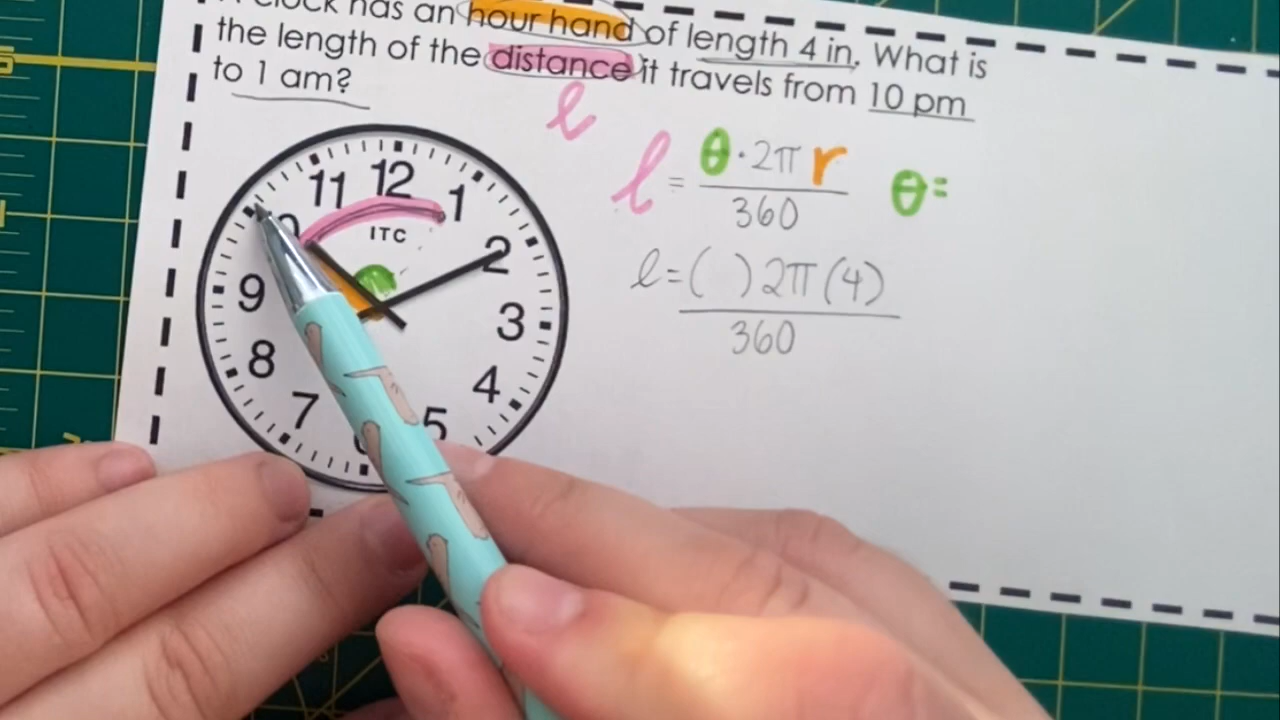 clock has an hour hand of length 4 in. What is
the length of the distance it travels from 10 pm
to 1 am?
l
l = θ · 2π r
360
θ =
l = ( ) 2π (4)
360
12
11
1
2
ITC
9
3
8
4
7
5